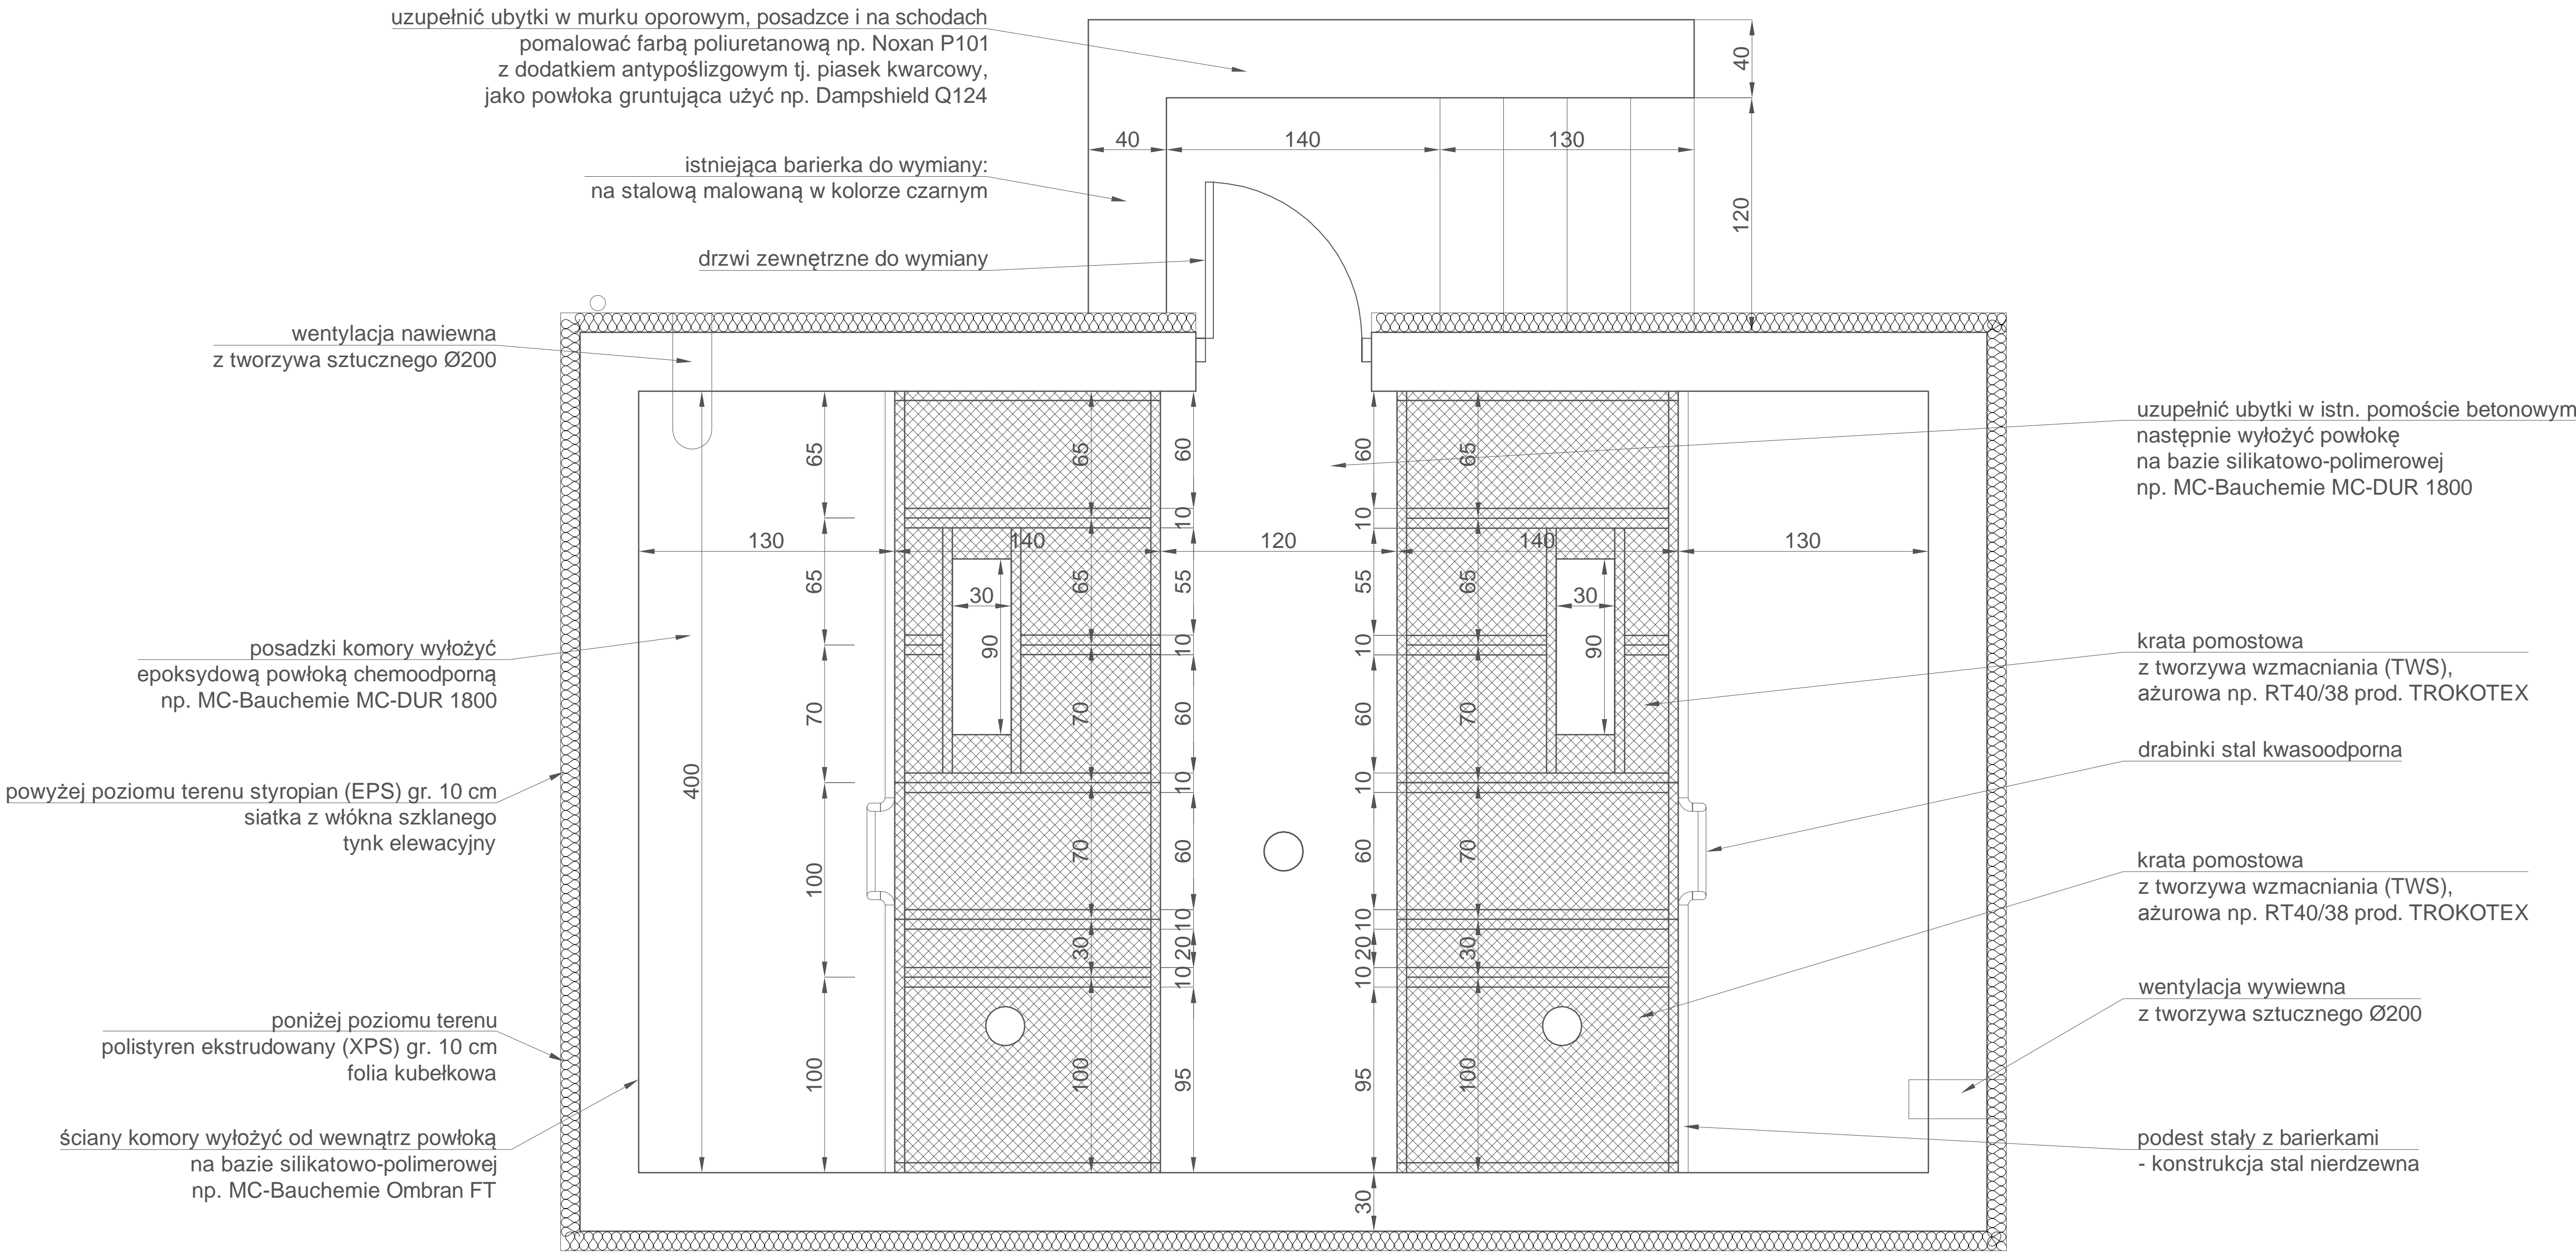 uzupełnić ubytki w murku oporowym, posadzce i na schodach
pomalować farbą poliuretanową np. Noxan P101
z dodatkiem antypoślizgowym tj. piasek kwarcowy,
jako powłoka gruntująca użyć np. Dampshield Q124
istniejąca barierka do wymiany:
na stalową malowaną w kolorze czarnym
drzwi zewnętrzne do wymiany
wentylacja nawiewna
z tworzywa sztucznego Ø200
posadzki komory wyłożyć
epoksydową powłoką chemoodporną
np. MC-Bauchemie MC-DUR 1800
powyżej poziomu terenu styropian (EPS) gr. 10 cm
siatka z włókna szklanego
tynk elewacyjny
poniżej poziomu terenu
polistyren ekstrudowany (XPS) gr. 10 cm
folia kubełkowa
ściany komory wyłożyć od wewnątrz powłoką
na bazie silikatowo-polimerowej
np. MC-Bauchemie Ombran FT
40
120
40
140
130
130
140
120
140
130
400
65
65
70
100
100
65
65
70
70
30
100
60
10
55
10
60
10
60
10
20
10
95
60
10
55
10
60
10
60
10
20
10
95
65
65
70
70
30
100
30
90
30
90
30
uzupełnić ubytki w istn. pomoście betonowym
następnie wyłożyć powłokę
na bazie silikatowo-polimerowej
np. MC-Bauchemie MC-DUR 1800
krata pomostowa
z tworzywa wzmacniania (TWS),
ażurowa np. RT40/38 prod. TROKOTEX
drabinki stal kwasoodporna
krata pomostowa
z tworzywa wzmacniania (TWS),
ażurowa np. RT40/38 prod. TROKOTEX
wentylacja wywiewna
z tworzywa sztucznego Ø200
podest stały z barierkami
- konstrukcja stal nierdzewna